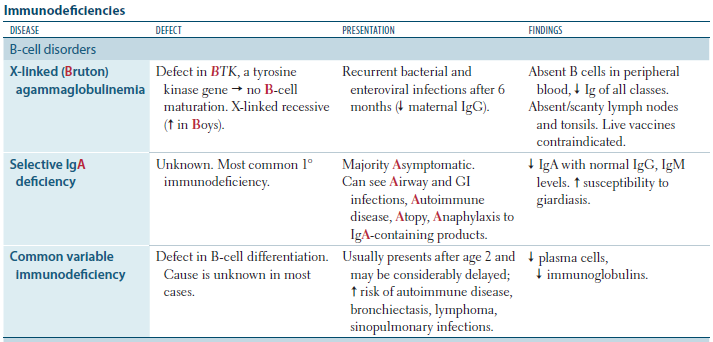 Immunodeficiencies
DISEASE DEFECT PRESENTATION FINDINGS
B-cell disorders
X-linked (Bruton)
agammaglobulinemia
Defect in BTK, a tyrosine
kinase gene → no B-cell
maturation. X-linked recessive
(↑ in Boys).
Recurrent bacterial and
enteroviral infections after 6
months (↓ maternal IgG).
Absent B cells in peripheral
blood, ↓ Ig of all classes.
Absent/scanty lymph nodes
and tonsils. Live vaccines
contraindicated.
Selective IgA
deficiency
Unknown. Most common 1°
immunodeficiency.
Majority Asymptomatic.
Can see Airway and GI
infections, Autoimmune
disease, Atopy, Anaphylaxis to
IgA-containing products.
↓ IgA with normal IgG, IgM
levels. ↑ susceptibility to
giardiasis.
Common variable
immunodeficiency
Defect in B-cell differentiation.
Cause is unknown in most
cases.
Usually presents after age 2 and
may be considerably delayed;
↑ risk of autoimmune disease,
bronchiectasis, lymphoma,
sinopulmonary infections.
↓ plasma cells,
↓ immunoglobulins.